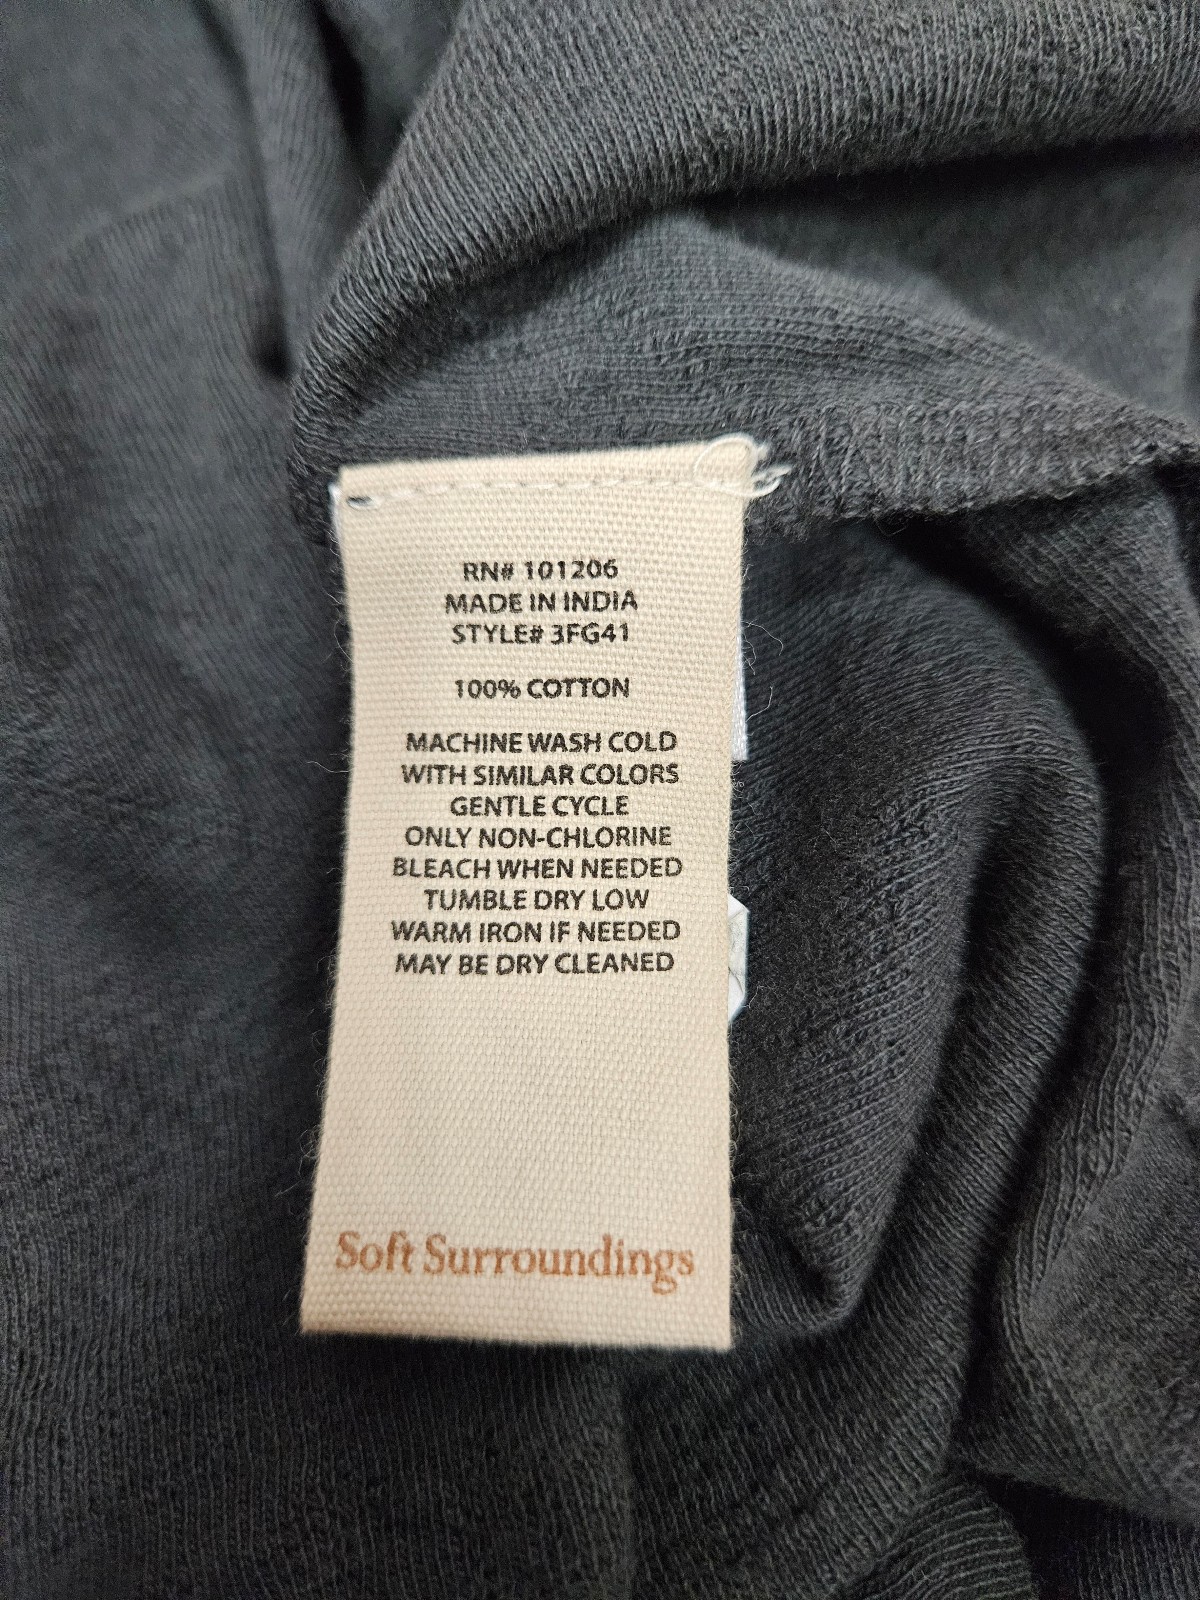 RN# 101206
MADE IN INDIA
STYLE# 3FG41
100% COTTON
MACHINE WASH COLD
WITH SIMILAR COLORS
GENTLE CYCLE
ONLY NON-CHLORINE
BLEACH WHEN NEEDED
TUMBLE DRY LOW
WARM IRON IF NEEDED
MAY BE DRY CLEANED
Soft Surroundings